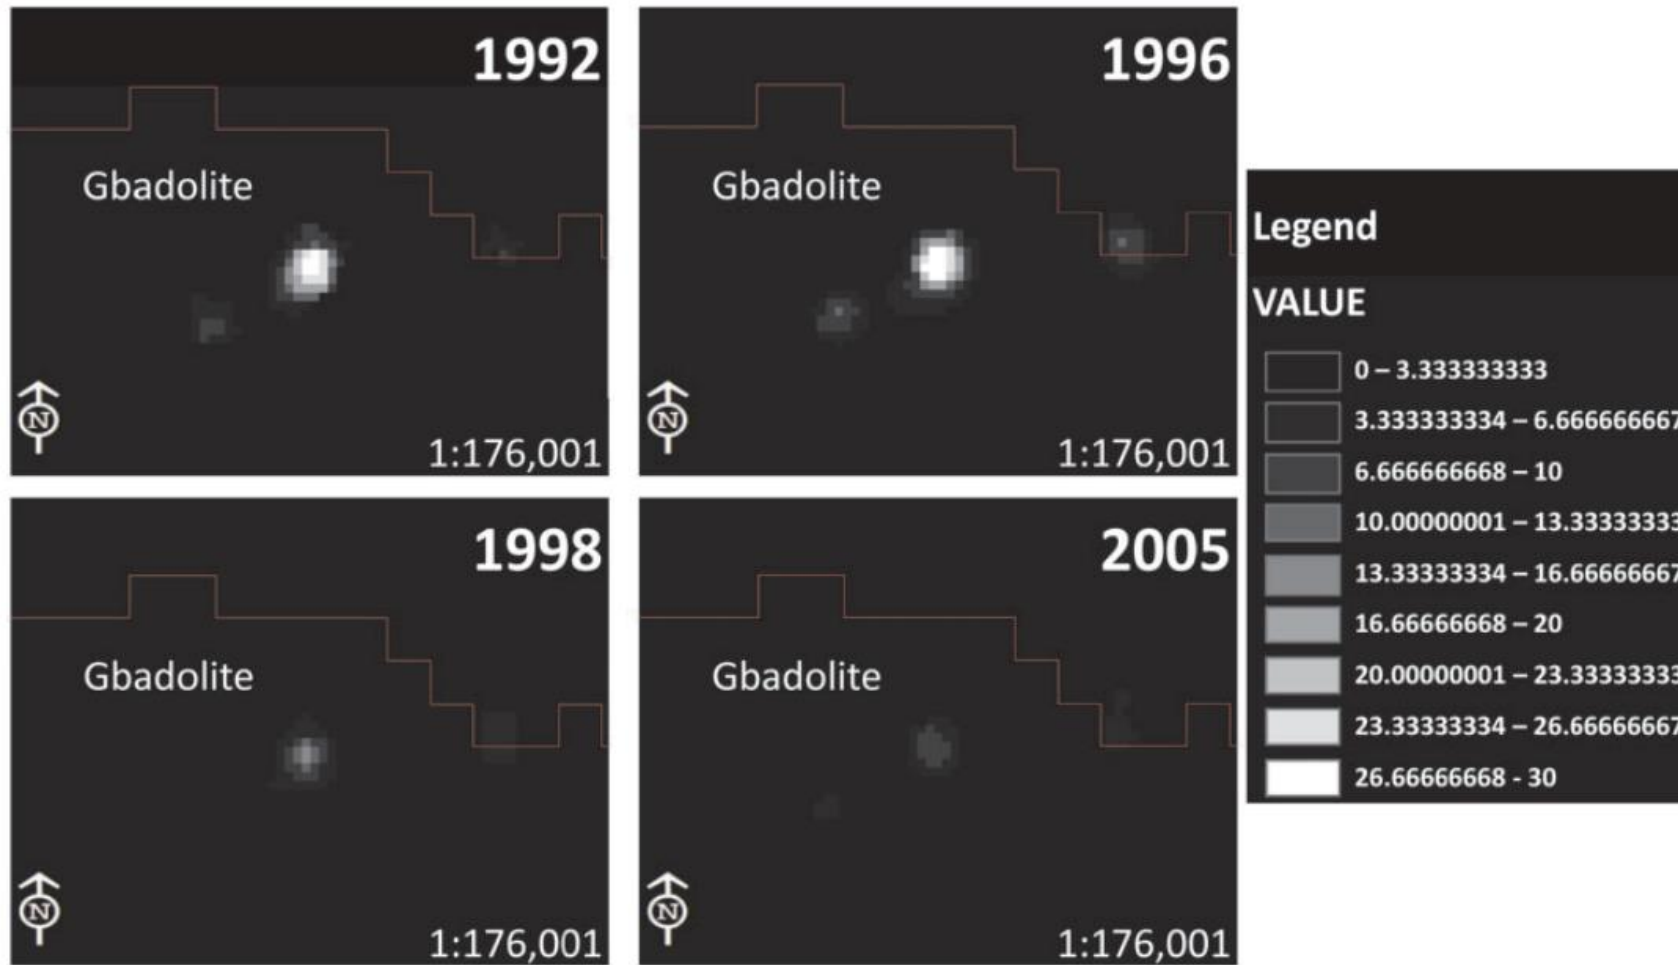 1992
Gbadolite
N
1:176,001
1996
Gbadolite
N
1:176,001
1998
Gbadolite
N
1:176,001
2005
Gbadolite
N
1:176,001
Legend
VALUE
0 – 3.333333333
3.333333334 – 6.666666667
6.666666668 – 10
10.00000001 – 13.33333333
13.33333334 – 16.66666667
16.66666668 – 20
20.00000001 – 23.33333333
23.33333334 – 26.66666667
26.66666668 - 30